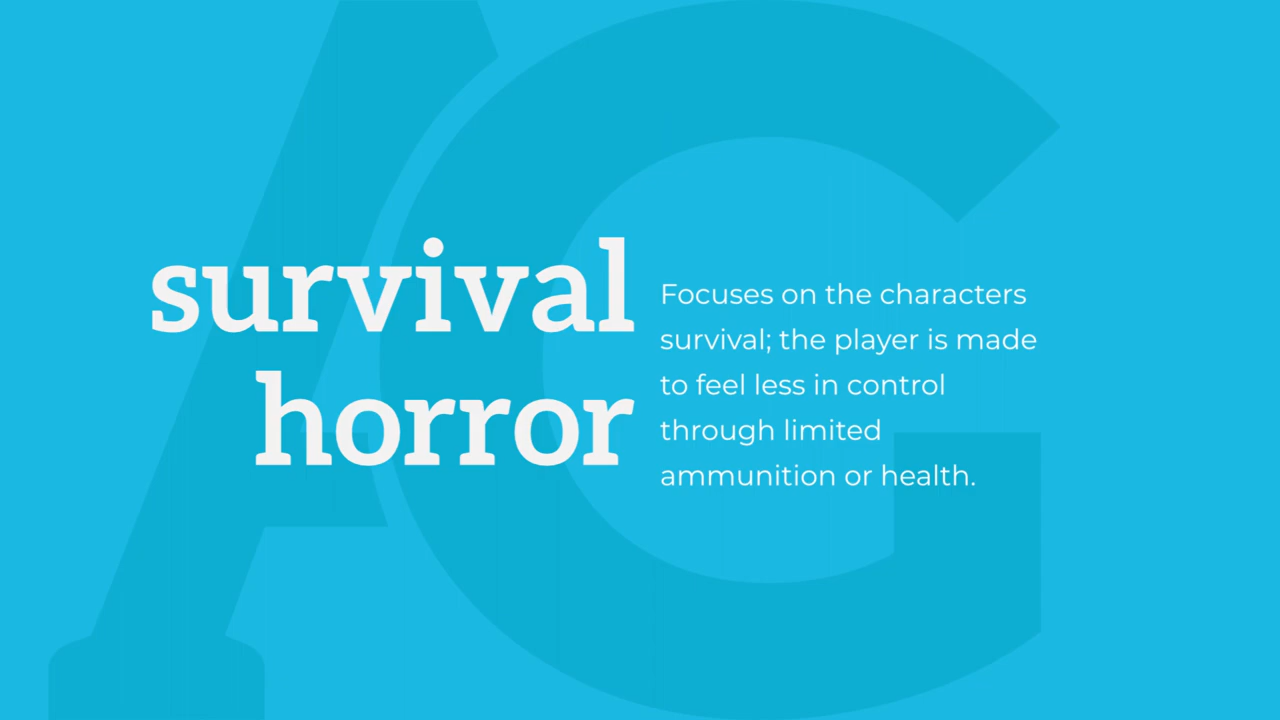 survival
horror
Focuses on the characters
survival; the player is made
to feel less in control
through limited
ammunition or health.
AG